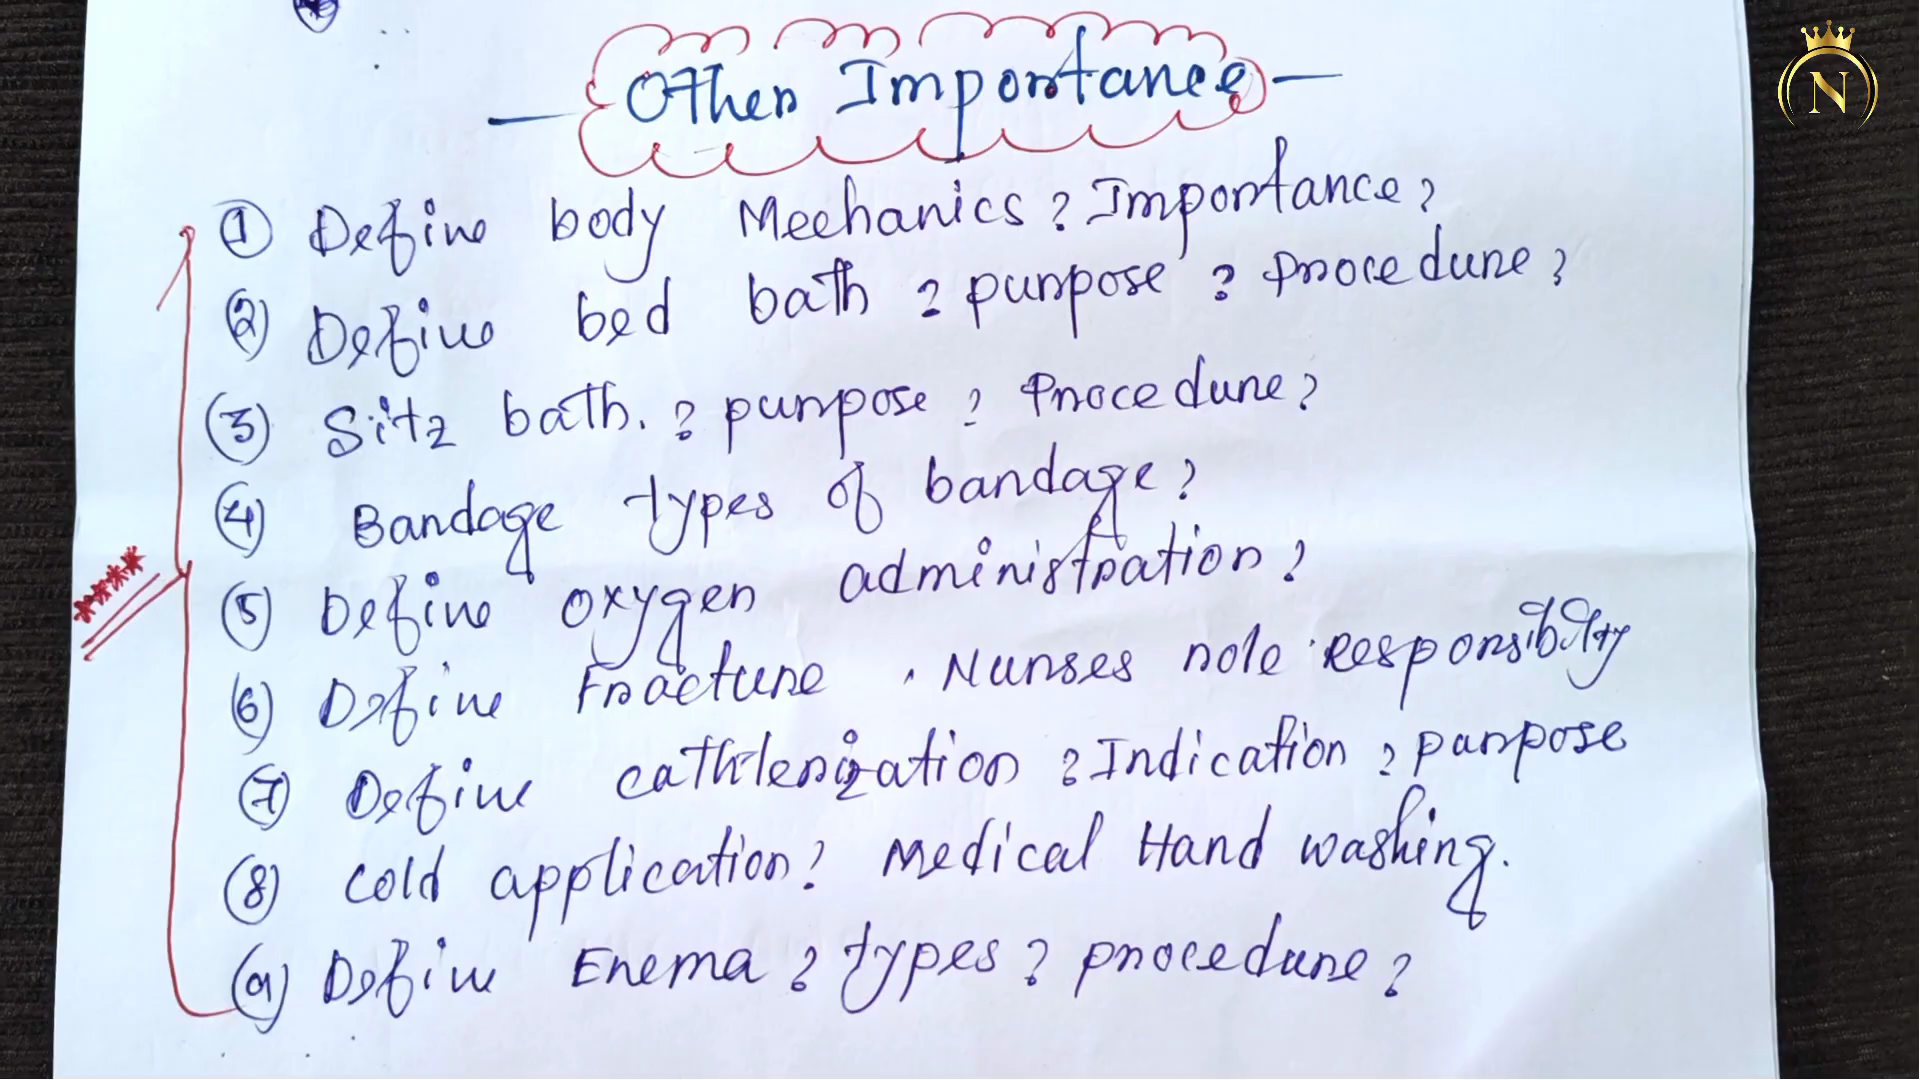 Other Importance
① Define body Mechanics? Importance?
② Define bed bath? purpose? Procedure?
③ Sitz bath.? purpose? Procedure?
④ Bandage types of bandage?
⑤ Define oxygen administration?
⑥ Define Fracture. Nurses role responsibility
⑦ Define catheterization? Indication? purpose
⑧ Cold application? Medical Hand washing.
⑨ Define Enema? types? procedure?
N